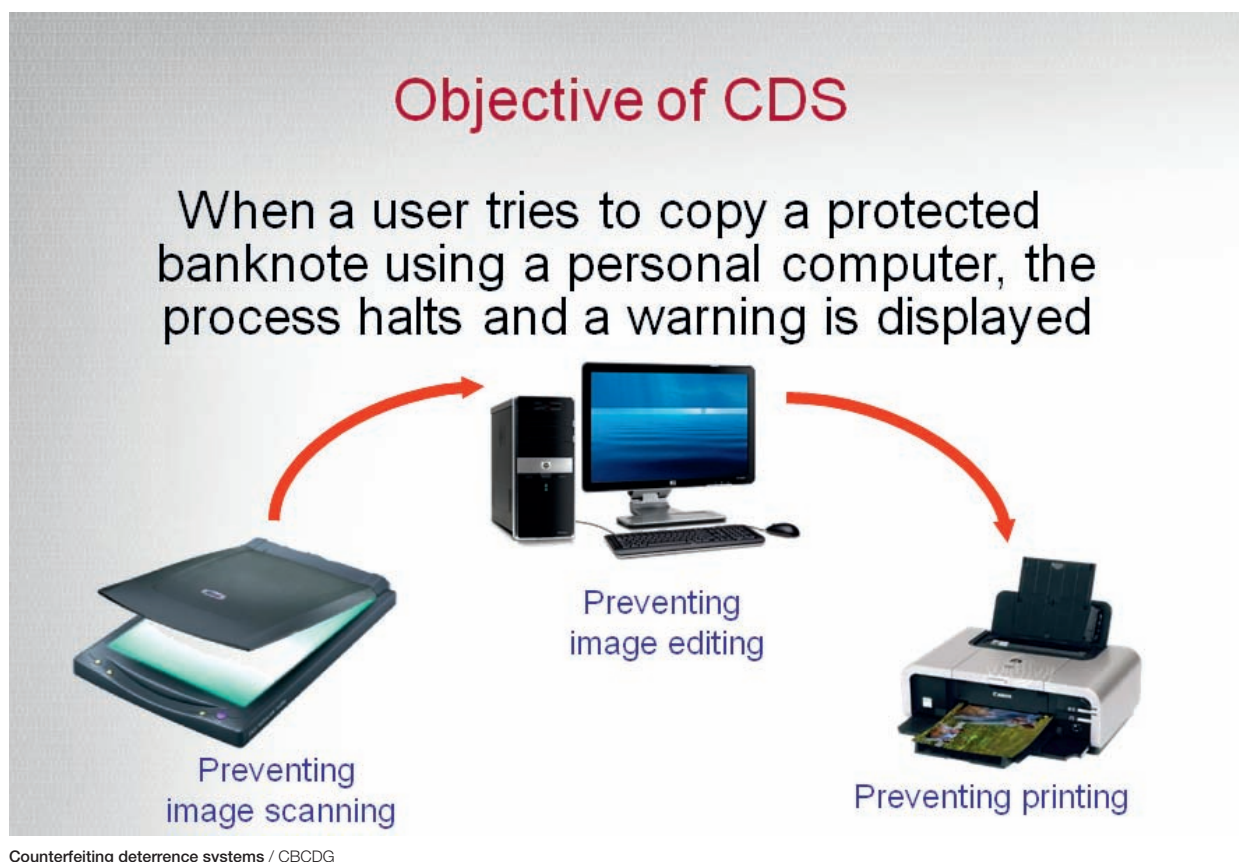 Objective of CDS
When a user tries to copy a protected
banknote using a personal computer, the
process halts and a warning is displayed
Preventing
image editing
Preventing
image scanning
Preventing printing
Counterfeiting deterrence systems / CBCDG